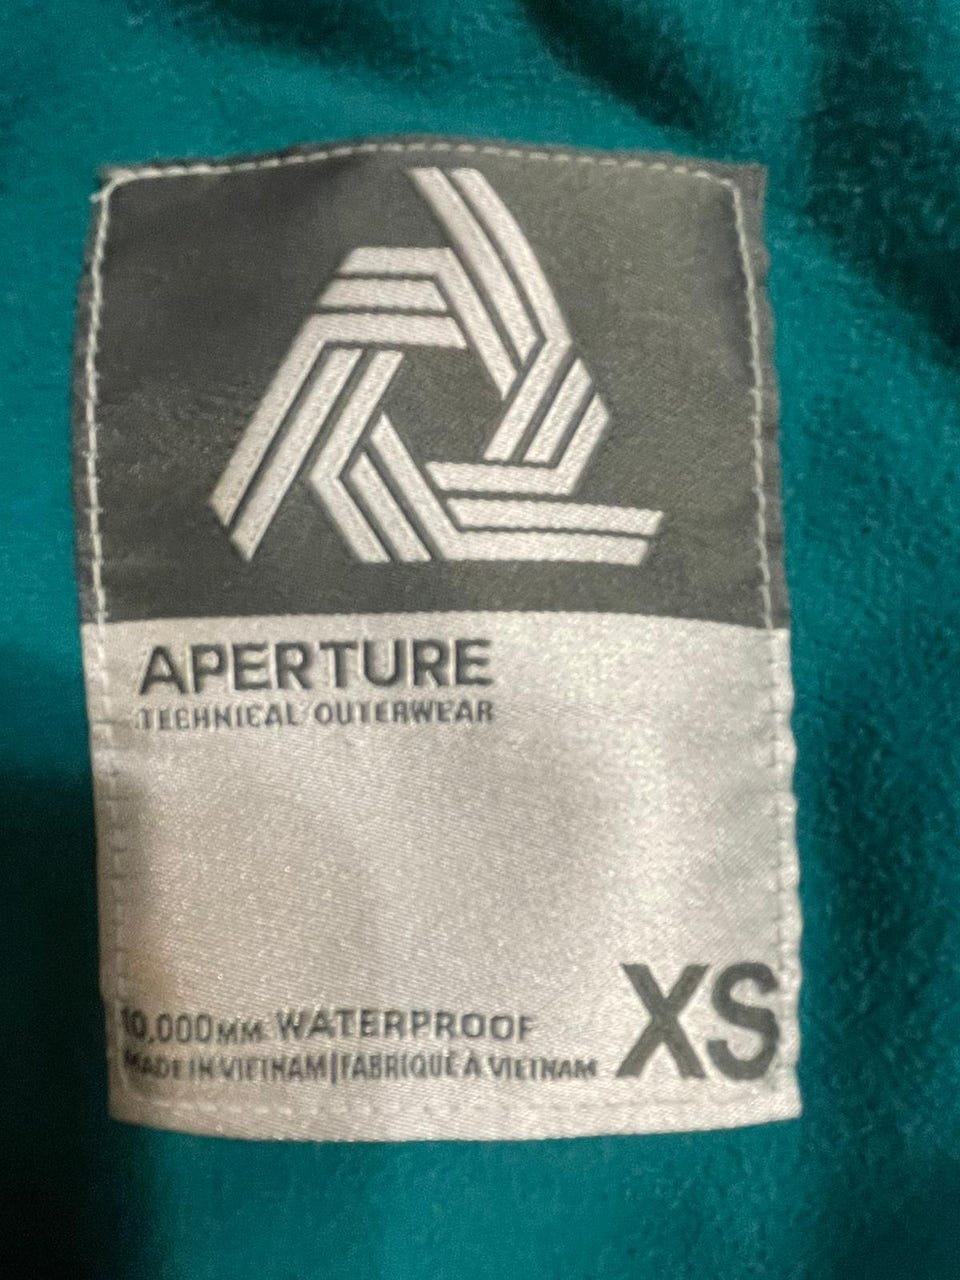 APERTURE
TECHNICAL OUTERWEAR
10,000MM WATERPROOF
XS
MADE IN VIETNAM|FABRIQUÉ À VIETNAM